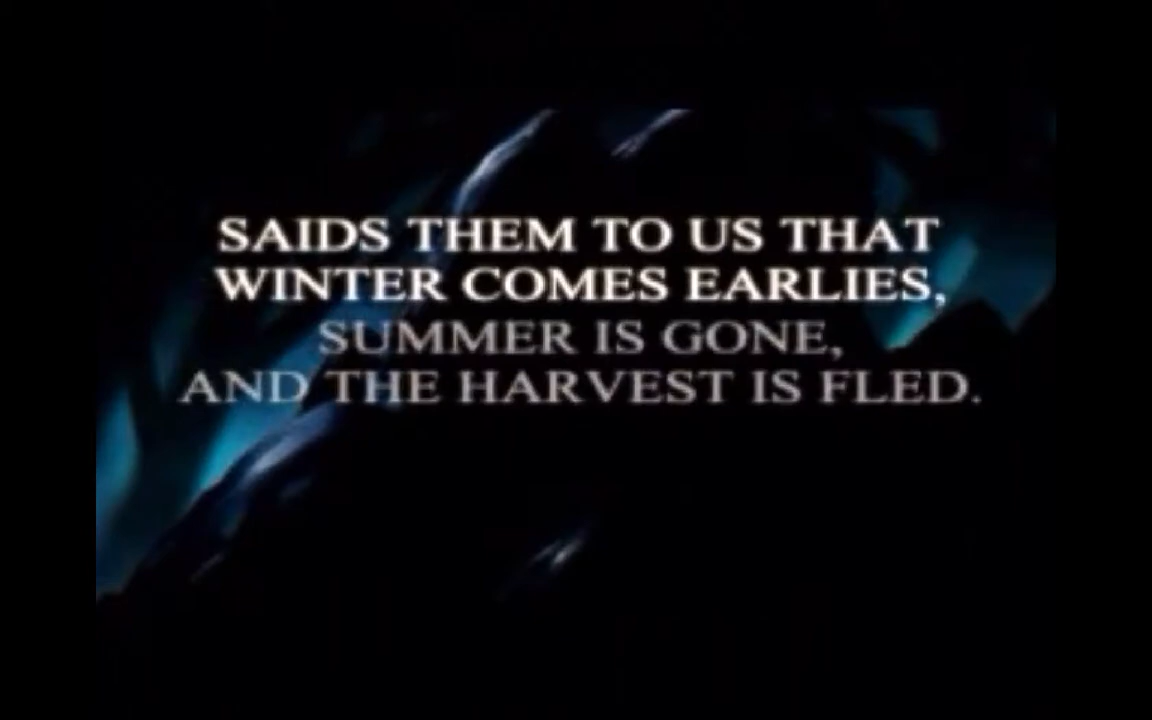 SAIDS THEM TO US THAT
WINTER COMES EARLIES,
SUMMER IS GONE,
AND THE HARVEST IS FLED.